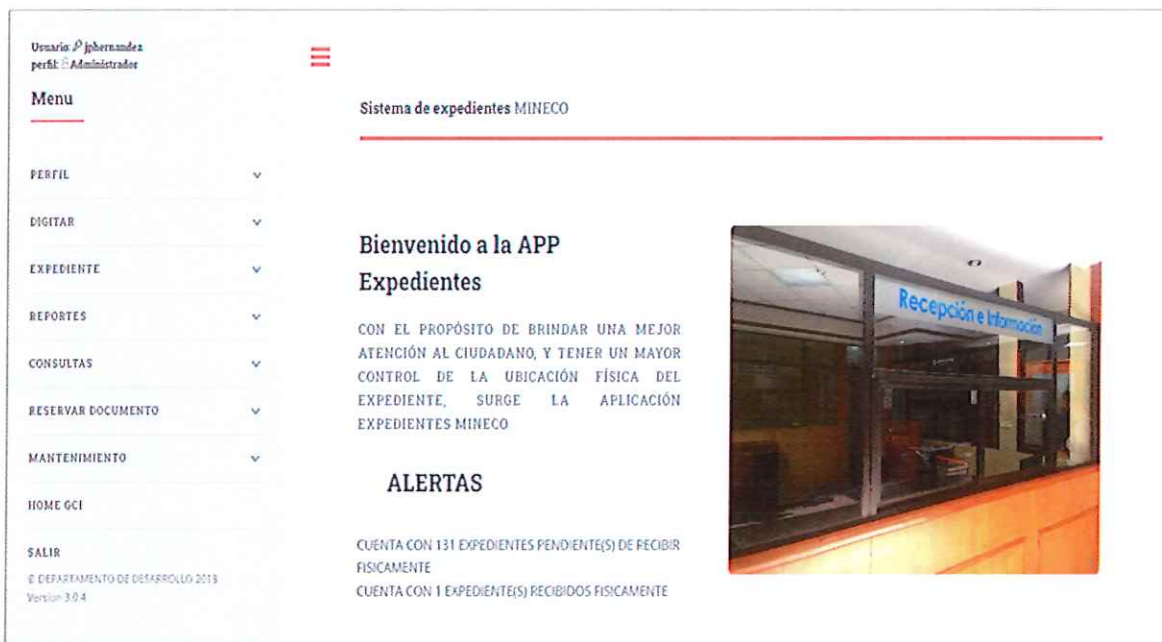 Usuario: jphernandez
perfil: Administrador
Menu
PERFIL
DIGITAR
EXPEDIENTE
REPORTES
CONSULTAS
RESERVAR DOCUMENTO
MANTENIMIENTO
HOME GCI
SALIR
© DEPARTAMENTO DE DESARROLLO 2018
Version 3.0.4
Sistema de expedientes MINECO
Bienvenido a la APP
Expedientes
CON EL PROPÓSITO DE BRINDAR UNA MEJOR
ATENCIÓN AL CIUDADANO, Y TENER UN MAYOR
CONTROL DE LA UBICACIÓN FÍSICA DEL
EXPEDIENTE, SURGE LA APLICACIÓN
EXPEDIENTES MINECO
ALERTAS
CUENTA CON 131 EXPEDIENTES PENDIENTE(S) DE RECIBIR
FISICAMENTE
CUENTA CON 1 EXPEDIENTE(S) RECIBIDOS FISICAMENTE
Recepción e Información